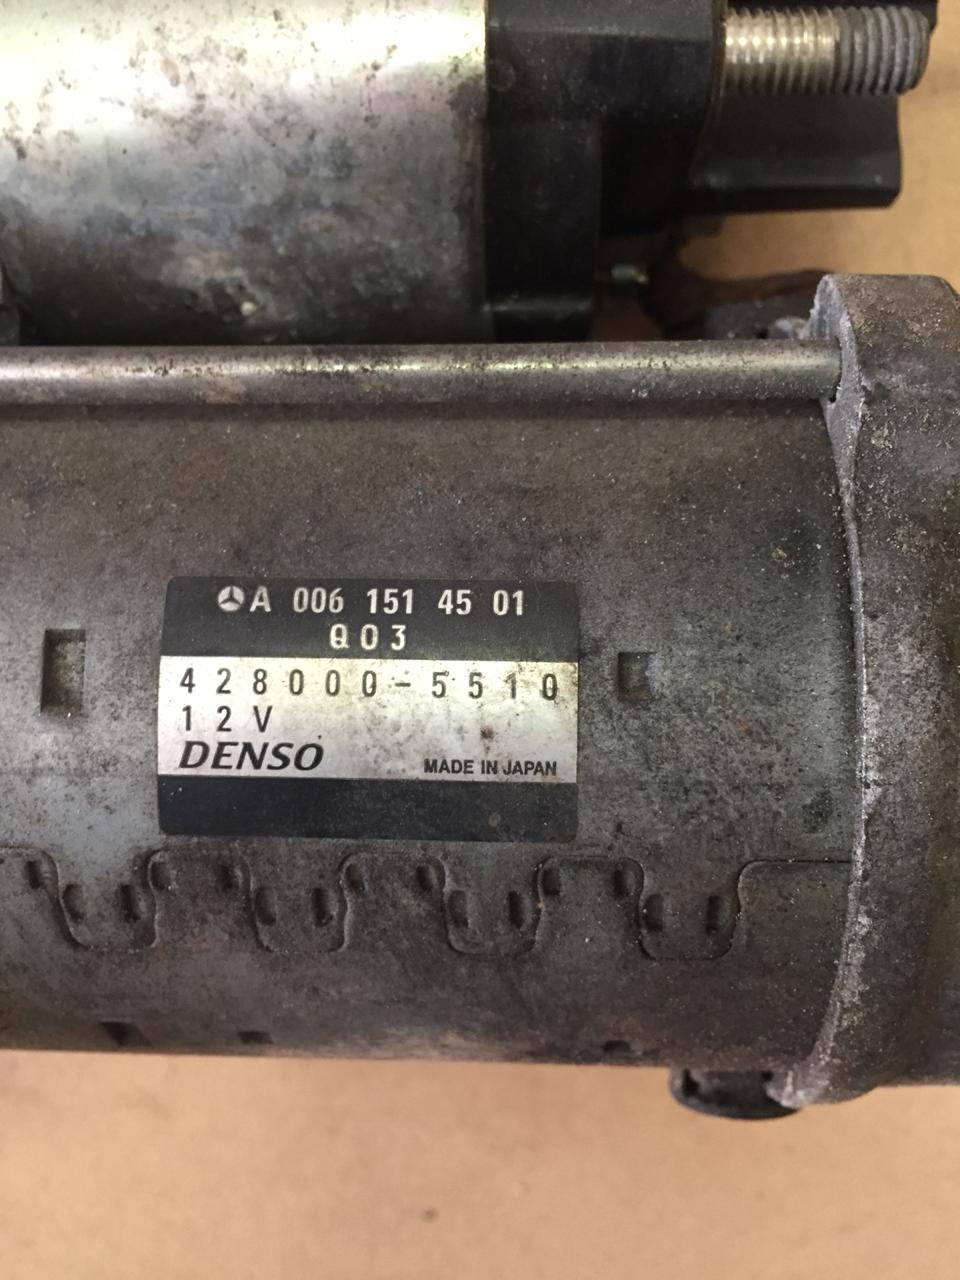 A 006 151 45 01
Q03
428000-5510
12V
DENSO
MADE IN JAPAN